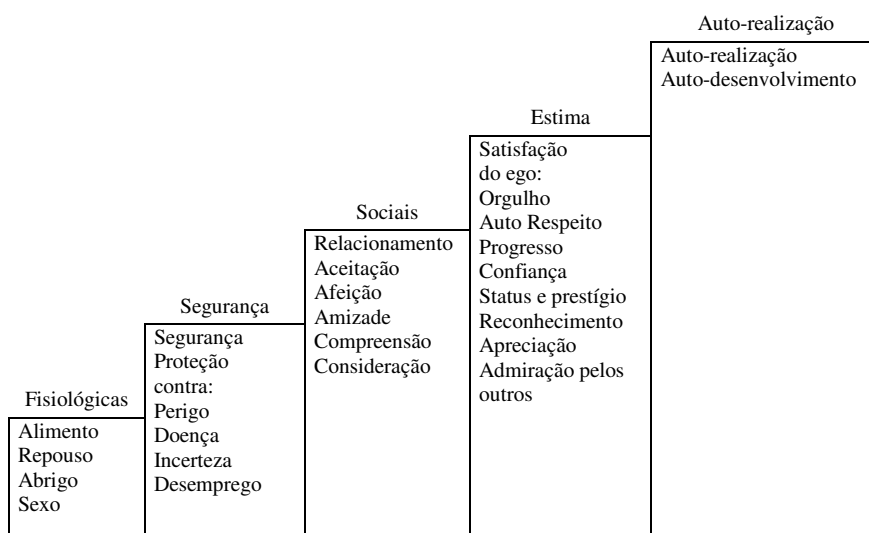 Auto-realização
Auto-realização
Auto-desenvolvimento
Estima
Satisfação
do ego:
Orgulho
Auto Respeito
Progresso
Confiança
Status e prestígio
Reconhecimento
Apreciação
Admiração pelos
outros
Sociais
Relacionamento
Aceitação
Afeição
Amizade
Compreensão
Consideração
Segurança
Segurança
Proteção
contra:
Perigo
Doença
Incerteza
Desemprego
Fisiológicas
Alimento
Repouso
Abrigo
Sexo